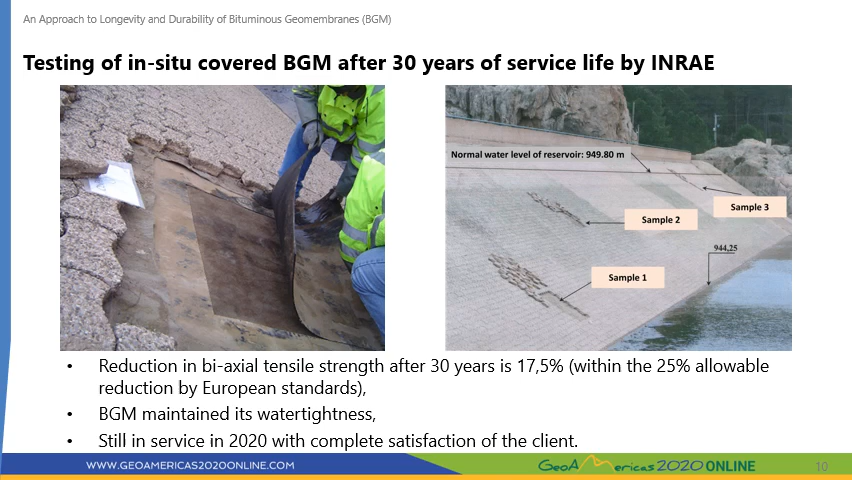 An Approach to Longevity and Durability of Bituminous Geomembranes (BGM)
Testing of in-situ covered BGM after 30 years of service life by INRAE
Normal water level of reservoir: 949.80 m
Sample 3
Sample 2
944,25
Sample 1
• Reduction in bi-axial tensile strength after 30 years is 17,5% (within the 25% allowable
reduction by European standards),
• BGM maintained its watertightness,
• Still in service in 2020 with complete satisfaction of the client.
WWW.GEOAMERICAS2020ONLINE.COM
GeoAmericas 2020 ONLINE
10